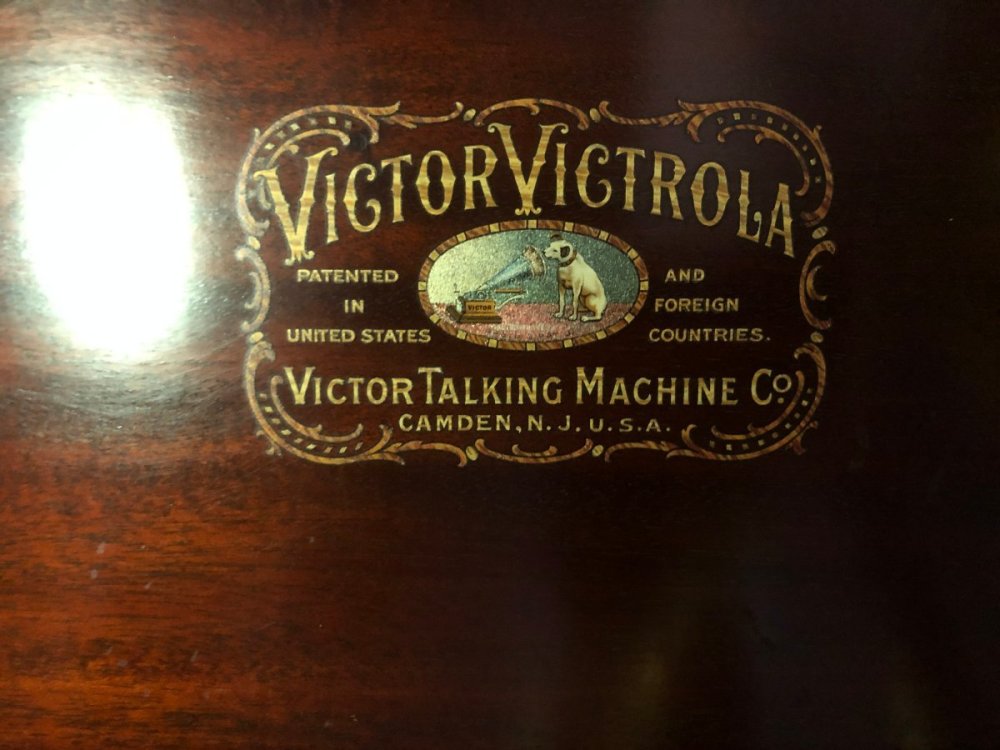 VICTOR VICTROLA
PATENTED
IN
UNITED STATES
VICTOR
AND
FOREIGN
COUNTRIES.
VICTOR TALKING MACHINE Co.
CAMDEN, N. J. U. S. A.